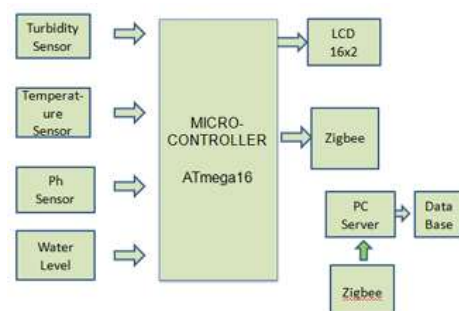 Turbidity
Sensor
Temperat-
ure
Sensor
Ph
Sensor
Water
Level
MICRO-
CONTROLLER
ATmega16
LCD
16x2
Zigbee
PC
Server
Data
Base
Zigbee